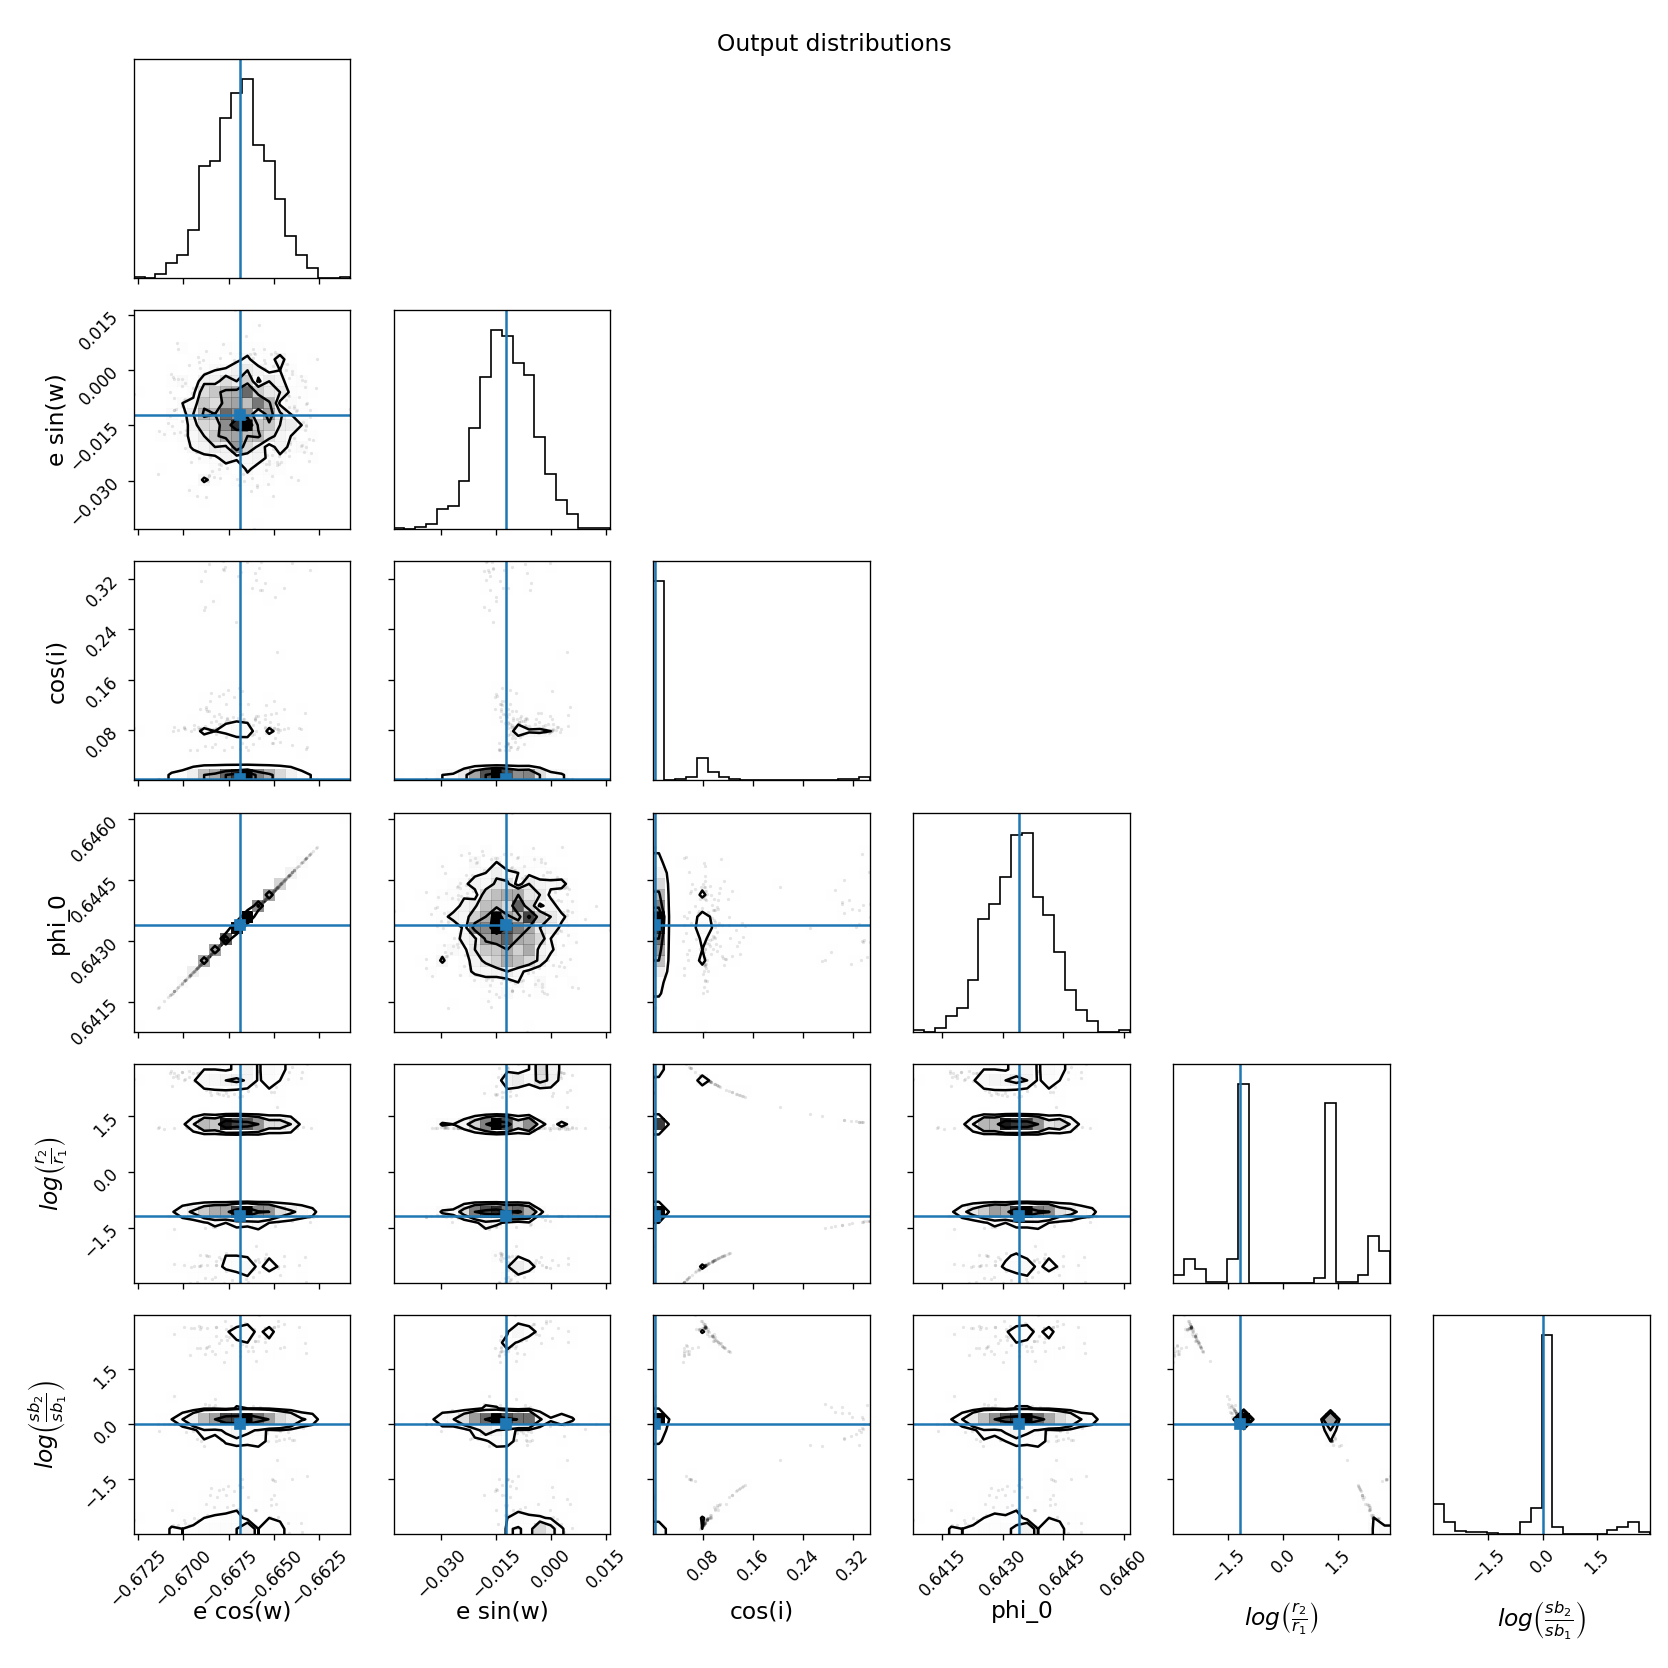 Output distributions
0.015
0.000
−0.015
−0.030
e sin(w)
0.32
0.24
0.16
0.08
cos(i)
0.6460
0.6445
0.6430
0.6415
phi_0
1.5
0.0
−1.5
log(r₂/r₁)
1.5
0.0
−1.5
log(sb₂/sb₁)
−0.6725 −0.6700 −0.6675 −0.6650 −0.6625
−0.030 −0.015 0.000 0.015
0.08 0.16 0.24 0.32
0.6415 0.6430 0.6445 0.6460
−1.5 0.0 1.5
−1.5 0.0 1.5
e cos(w) e sin(w) cos(i) phi_0 log(r₂/r₁) log(sb₂/sb₁)